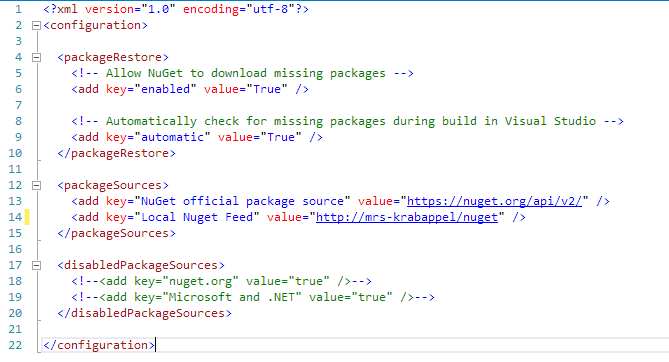 1 <?xml version="1.0" encoding="utf-8"?>
2 <configuration>
3
4 <packageRestore>
5 <!-- Allow NuGet to download missing packages -->
6 <add key="enabled" value="True" />
7
8 <!-- Automatically check for missing packages during build in Visual Studio -->
9 <add key="automatic" value="True" />
10 </packageRestore>
11
12 <packageSources>
13 <add key="NuGet official package source" value="https://nuget.org/api/v2/" />
14 <add key="Local Nuget Feed" value="http://mrs-krabappel/nuget" />
15 </packageSources>
16
17 <disabledPackageSources>
18 <!--<add key="nuget.org" value="true" />-->
19 <!--<add key="Microsoft and .NET" value="true" />-->
20 </disabledPackageSources>
21
22 </configuration>